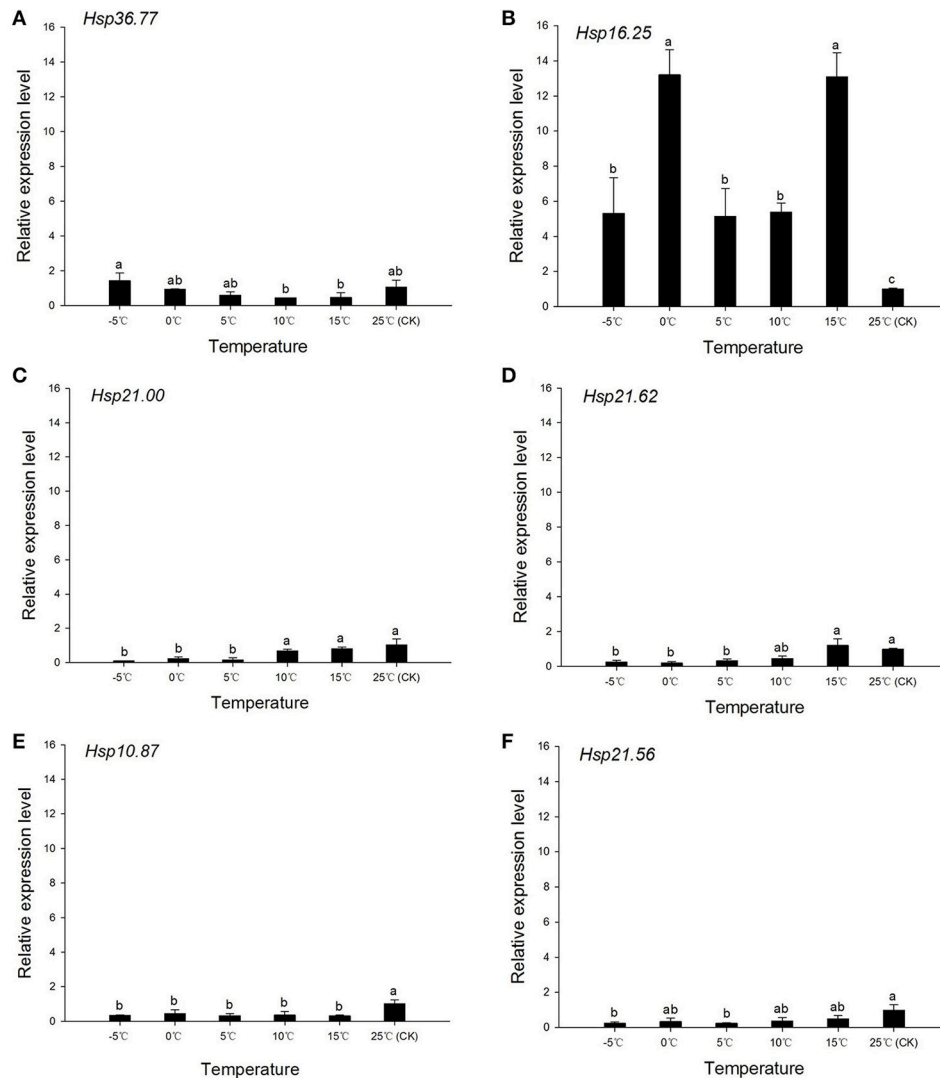 A
Hsp36.77
Relative expression level
16
14
12
10
8
6
4
2
0
a
ab
ab
b
b
ab
-5℃ 0℃ 5℃ 10℃ 15℃ 25℃ (CK)
Temperature
B
Hsp16.25
Relative expression level
16
14
12
10
8
6
4
2
0
b
a
b
b
a
c
-5℃ 0℃ 5℃ 10℃ 15℃ 25℃ (CK)
Temperature
C
Hsp21.00
Relative expression level
16
14
12
10
8
6
4
2
0
b
b
b
a
a
a
-5℃ 0℃ 5℃ 10℃ 15℃ 25℃ (CK)
Temperature
D
Hsp21.62
Relative expression level
16
14
12
10
8
6
4
2
0
b
b
b
ab
a
a
-5℃ 0℃ 5℃ 10℃ 15℃ 25℃ (CK)
Temperature
E
Hsp10.87
Relative expression level
16
14
12
10
8
6
4
2
0
b
b
b
b
b
a
-5℃ 0℃ 5℃ 10℃ 15℃ 25℃ (CK)
Temperature
F
Hsp21.56
Relative expression level
16
14
12
10
8
6
4
2
0
b
ab
b
ab
ab
a
-5℃ 0℃ 5℃ 10℃ 15℃ 25℃ (CK)
Temperature